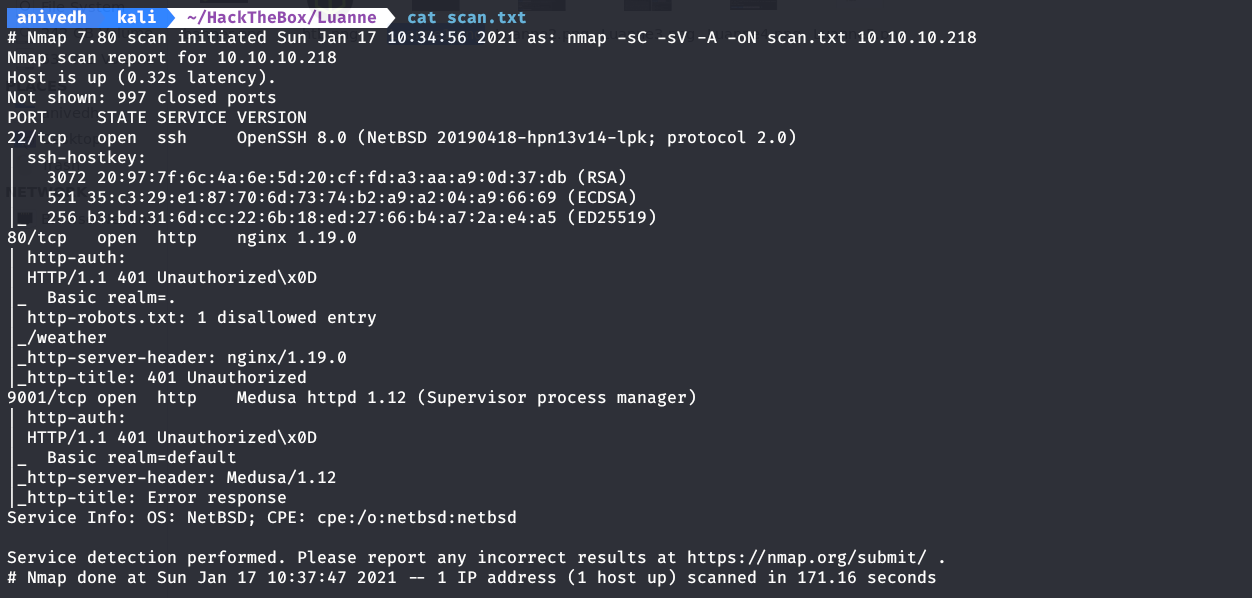 anivedh kali ~/HackTheBox/Luanne cat scan.txt
# Nmap 7.80 scan initiated Sun Jan 17 10:34:56 2021 as: nmap -sC -sV -A -oN scan.txt 10.10.10.218
Nmap scan report for 10.10.10.218
Host is up (0.32s latency).
Not shown: 997 closed ports
PORT     STATE SERVICE VERSION
22/tcp   open  ssh     OpenSSH 8.0 (NetBSD 20190418-hpn13v14-lpk; protocol 2.0)
| ssh-hostkey:
|   3072 20:97:7f:6c:4a:6e:5d:20:cf:fd:a3:aa:a9:0d:37:db (RSA)
|   521 35:c3:29:e1:87:70:6d:73:74:b2:a9:a2:04:a9:66:69 (ECDSA)
|_  256 b3:bd:31:6d:cc:22:6b:18:ed:27:66:b4:a7:2a:e4:a5 (ED25519)
80/tcp   open  http    nginx 1.19.0
| http-auth:
| HTTP/1.1 401 Unauthorized\x0D
|_  Basic realm=.
| http-robots.txt: 1 disallowed entry
|_/weather
|_http-server-header: nginx/1.19.0
|_http-title: 401 Unauthorized
9001/tcp open  http    Medusa httpd 1.12 (Supervisor process manager)
| http-auth:
| HTTP/1.1 401 Unauthorized\x0D
|_  Basic realm=default
|_http-server-header: Medusa/1.12
|_http-title: Error response
Service Info: OS: NetBSD; CPE: cpe:/o:netbsd:netbsd

Service detection performed. Please report any incorrect results at https://nmap.org/submit/ .
# Nmap done at Sun Jan 17 10:37:47 2021 -- 1 IP address (1 host up) scanned in 171.16 seconds